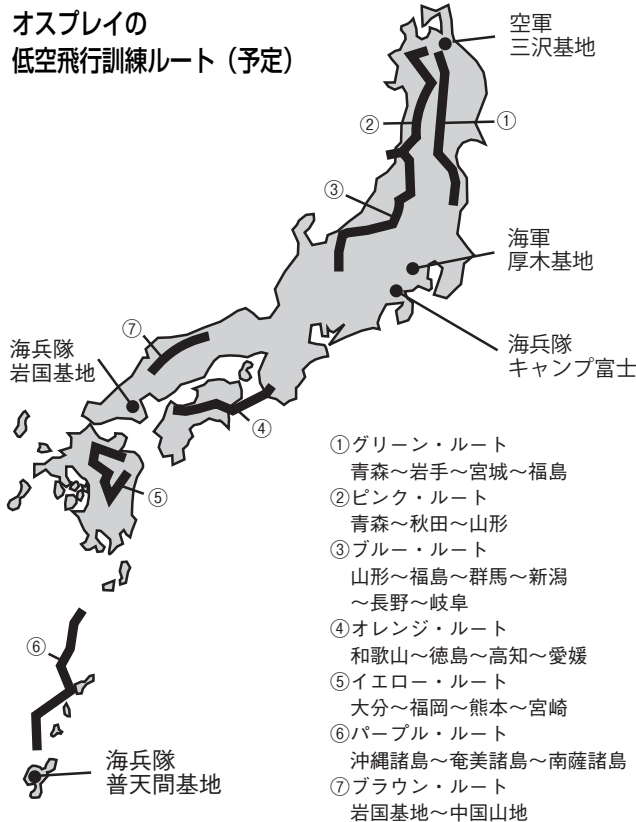 オスプレイの
低空飛行訓練ルート（予定）
空軍
三沢基地
②
①
③
海軍
厚木基地
⑦
海兵隊
岩国基地
海兵隊
キャンプ富士
④
⑤
①グリーン・ルート
青森〜岩手〜宮城〜福島
②ピンク・ルート
青森〜秋田〜山形
③ブルー・ルート
山形〜福島〜群馬〜新潟
〜長野〜岐阜
④オレンジ・ルート
和歌山〜徳島〜高知〜愛媛
⑤イエロー・ルート
大分〜福岡〜熊本〜宮崎
⑥パープル・ルート
沖縄諸島〜奄美諸島〜南薩諸島
⑦ブラウン・ルート
岩国基地〜中国山地
⑥
海兵隊
普天間基地